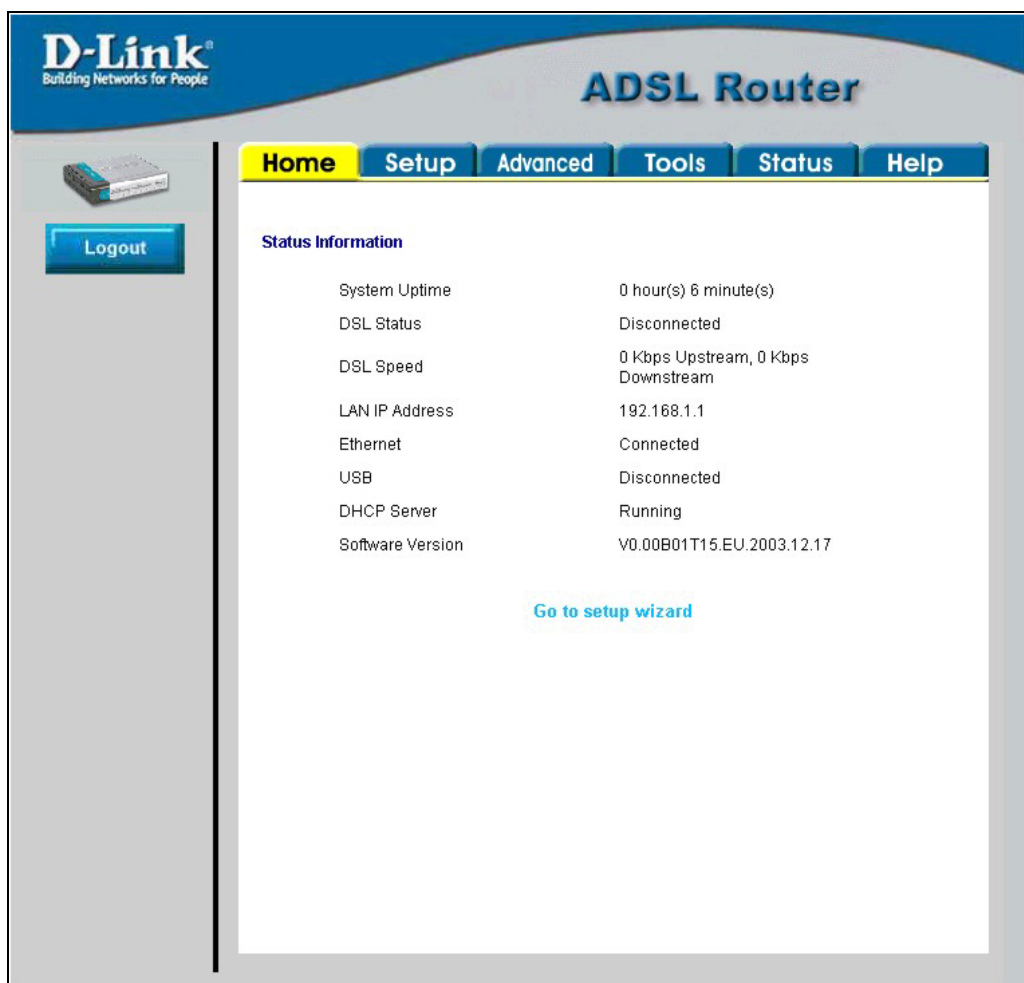 D-Link®
Building Networks for People
ADSL Router
Home Setup Advanced Tools Status Help
Logout
Status Information
System Uptime 0 hour(s) 6 minute(s)
DSL Status Disconnected
DSL Speed 0 Kbps Upstream, 0 Kbps
Downstream
LAN IP Address 192.168.1.1
Ethernet Connected
USB Disconnected
DHCP Server Running
Software Version V0.00B01T15.EU.2003.12.17
Go to setup wizard